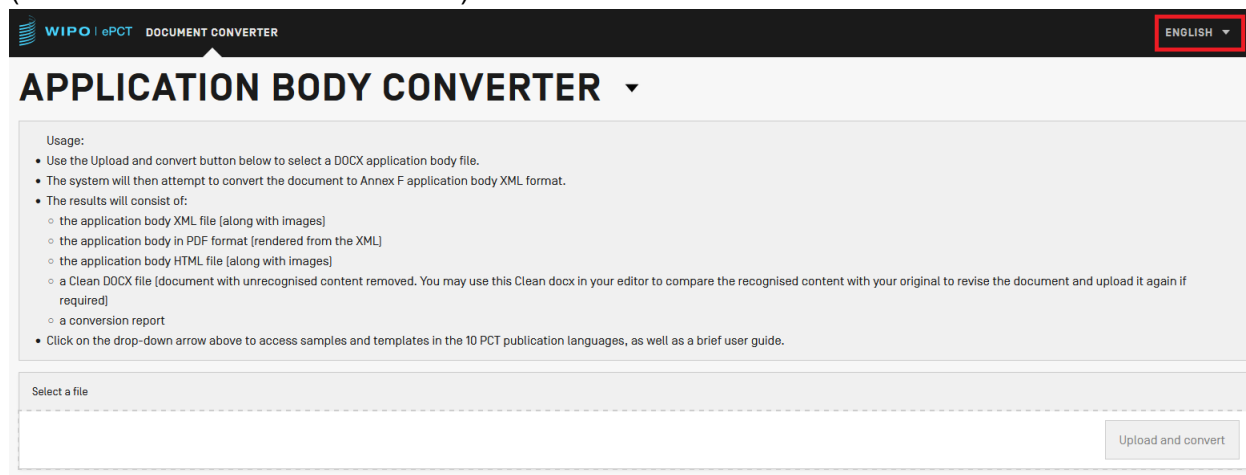 WIPO | ePCT DOCUMENT CONVERTER
ENGLISH
APPLICATION BODY CONVERTER
Usage:
• Use the Upload and convert button below to select a DOCX application body file.
• The system will then attempt to convert the document to Annex F application body XML format.
• The results will consist of:
◦ the application body XML file (along with images)
◦ the application body in PDF format (rendered from the XML)
◦ the application body HTML file (along with images)
◦ a Clean DOCX file (document with unrecognised content removed. You may use this Clean docx in your editor to compare the recognised content with your original to revise the document and upload it again if
required)
◦ a conversion report
• Click on the drop-down arrow above to access samples and templates in the 10 PCT publication languages, as well as a brief user guide.
Select a file
Upload and convert